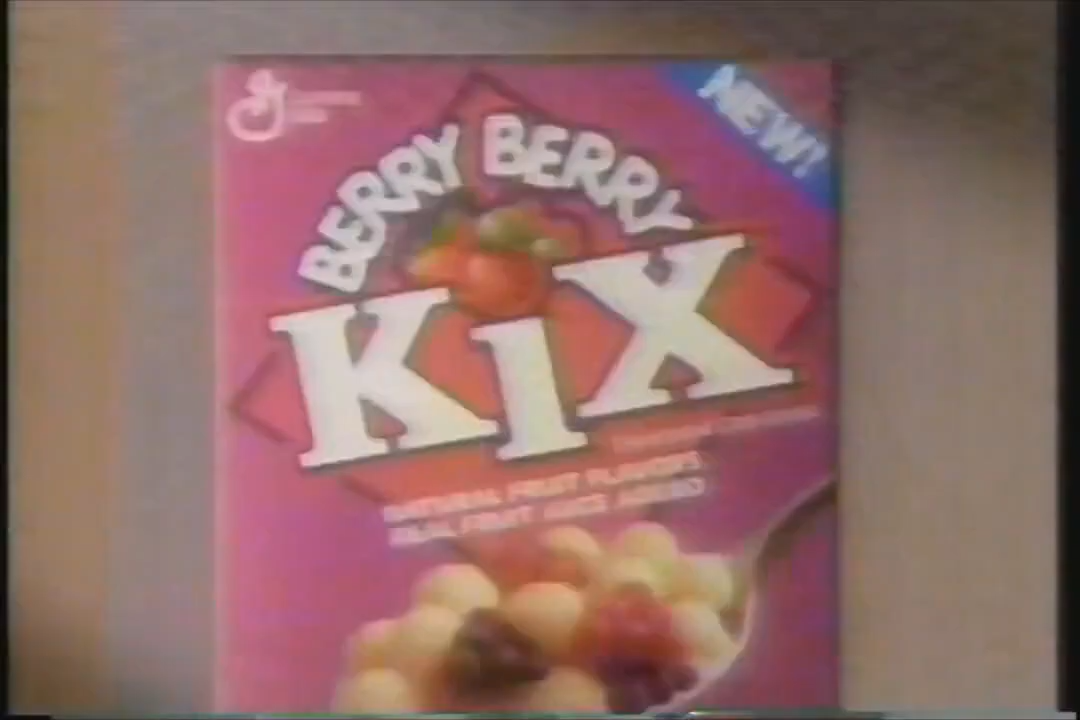 NEW!
BERRY BERRY
KiX
NATURAL FRUIT FLAVORS
REAL FRUIT JUICE ADDED